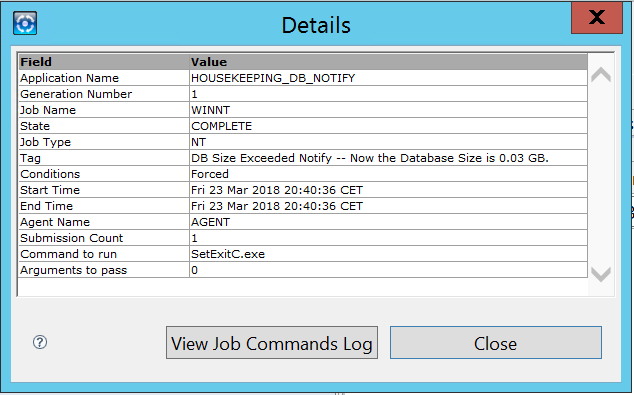 Details
X
Field Value
Application Name HOUSEKEEPING_DB_NOTIFY
Generation Number 1
Job Name WINNT
State COMPLETE
Job Type NT
Tag DB Size Exceeded Notify -- Now the Database Size is 0.03 GB.
Conditions Forced
Start Time Fri 23 Mar 2018 20:40:36 CET
End Time Fri 23 Mar 2018 20:40:36 CET
Agent Name AGENT
Submission Count 1
Command to run SetExitC.exe
Arguments to pass 0
? View Job Commands Log Close